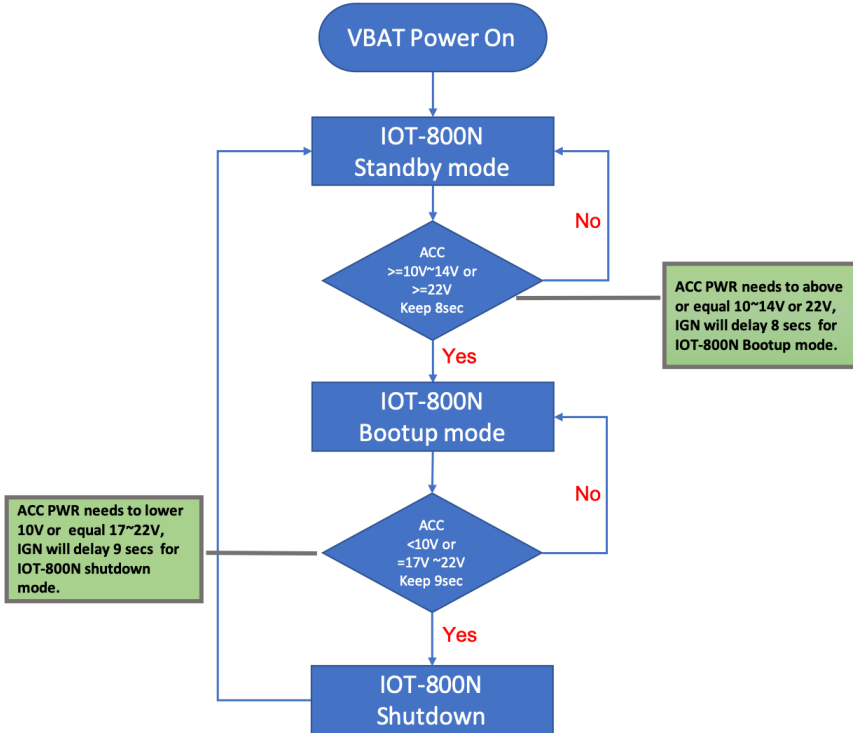 VBAT Power On
IOT-800N
Standby mode
No
ACC
>=10V~14V or
>=22V
Keep 8sec
ACC PWR needs to above
or equal 10~14V or 22V,
IGN will delay 8 secs for
IOT-800N Bootup mode.
Yes
IOT-800N
Bootup mode
No
ACC PWR needs to lower
10V or equal 17~22V,
IGN will delay 9 secs for
IOT-800N shutdown
mode.
ACC
<10V or
=17V ~22V
Keep 9sec
Yes
IOT-800N
Shutdown